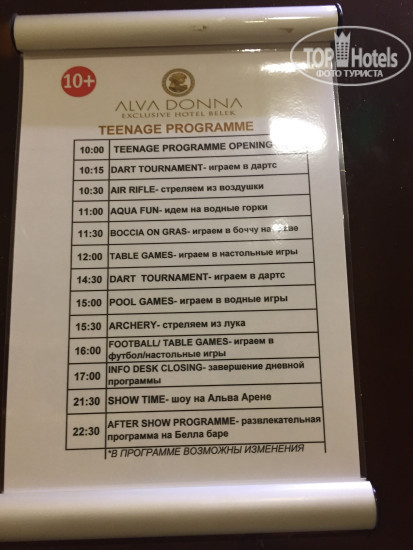 TOP Hotels
ФОТО ТУРИСТА
10+
ALVA DONNA
EXCLUSIVE HOTEL BELEK
TEENAGE PROGRAMME
10:00 TEENAGE PROGRAMME OPENING
10:15 DART TOURNAMENT- играем в дартс
10:30 AIR RIFLE- стреляем из воздушки
11:00 AQUA FUN- идем на водные горки
11:30 BOCCIA ON GRAS- играем в боччу на
12:00 TABLE GAMES- играем в настольные игры
14:30 DART TOURNAMENT- играем в дартс
15:00 POOL GAMES- играем в водные игры
15:30 ARCHERY- стреляем из лука
16:00 FOOTBALL/ TABLE GAMES- играем в
футбол/настольные игры
17:00 INFO DESK CLOSING- завершение дневной
программы
21:30 SHOW TIME- шоу на Альва Арене
22:30 AFTER SHOW PROGRAMME- развлекательная
программа на Белла баре
*В ПРОГРАММЕ ВОЗМОЖНЫ ИЗМЕНЕНИЯ